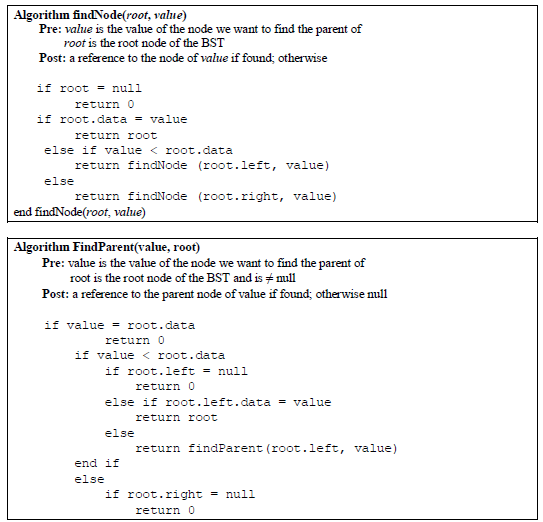 Algorithm findNode(root, value)
Pre: value is the value of the node we want to find the parent of
root is the root node of the BST
Post: a reference to the node of value if found; otherwise
if root = null
return 0
if root.data = value
return root
else if value < root.data
return findNode (root.left, value)
else
return findNode (root.right, value)
end findNode(root, value)
Algorithm FindParent(value, root)
Pre: value is the value of the node we want to find the parent of
root is the root node of the BST and is ≠ null
Post: a reference to the parent node of value if found; otherwise null
if value = root.data
return 0
if value < root.data
if root.left = null
return 0
else if root.left.data = value
return root
else
return findParent(root.left, value)
end if
else
if root.right = null
return 0